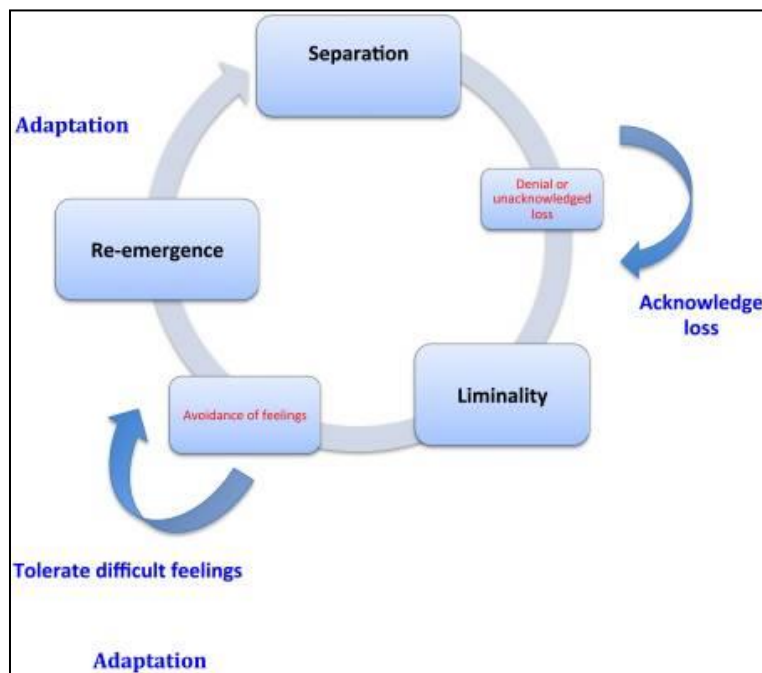 Separation
Adaptation
Denial or
unacknowledged
loss
Re-emergence
Acknowledge
loss
Liminality
Avoidance of feelings
Tolerate difficult feelings
Adaptation